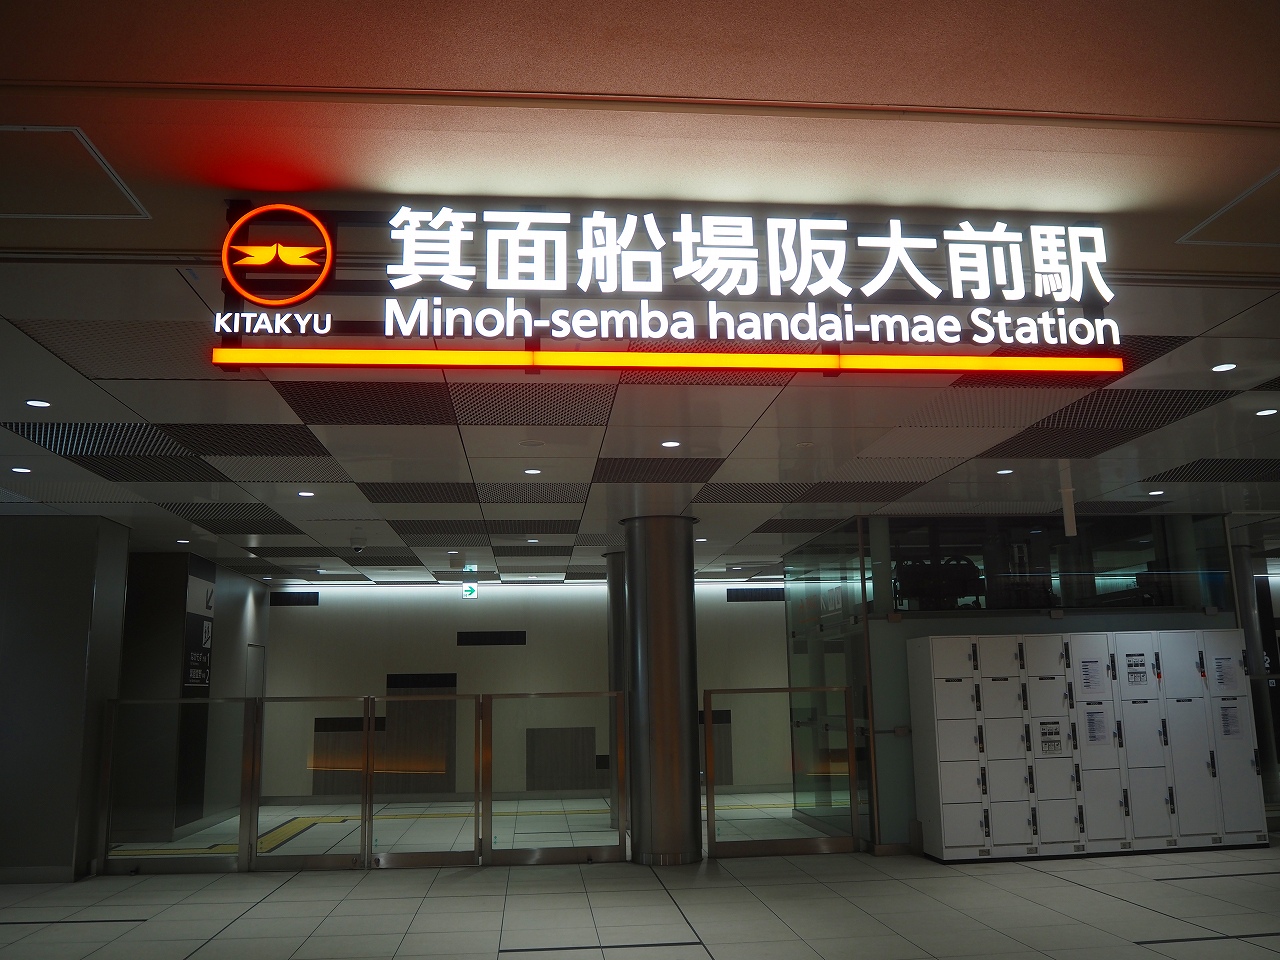 箕面船場阪大前駅
KITAKYU
Minoh-semba handai-mae Station